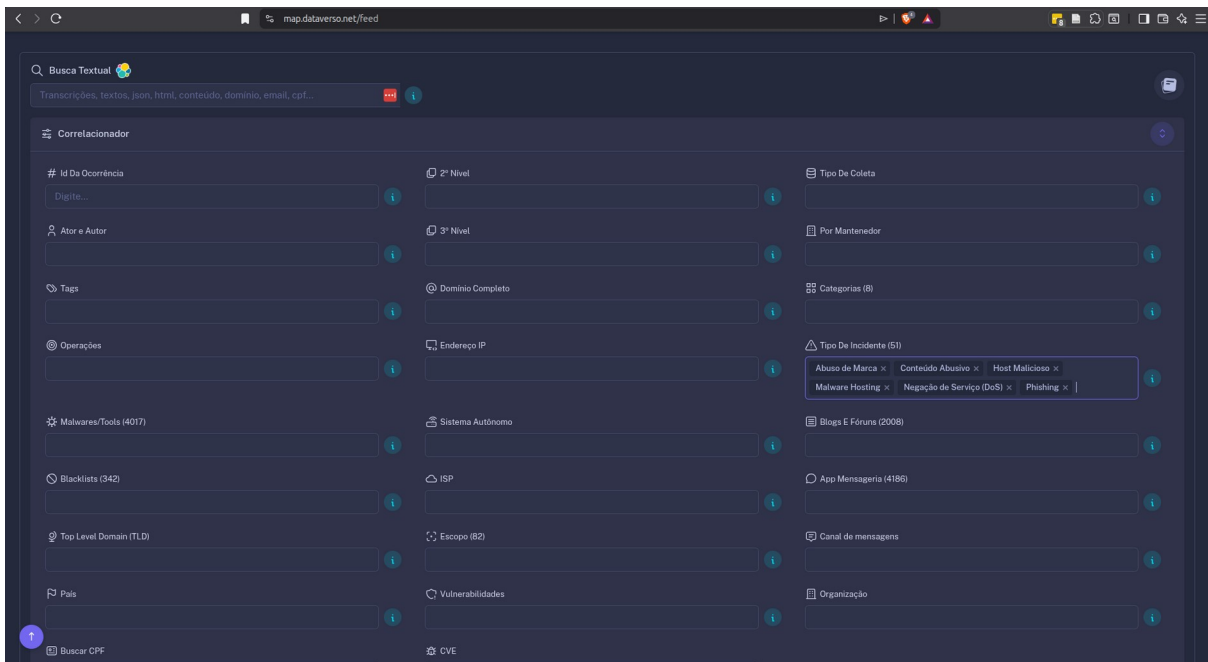 map.dataverso.net/feed
Busca Textual
Transcrições, textos, json, html, conteúdo, domínio, email, cpf...
Correlacionador
Id Da Ocorrência
2º Nível
Tipo De Coleta
Digite...
Ator e Autor
3º Nível
Por Mantenedor
Tags
Domínio Completo
Categorias (8)
Operações
Endereço IP
Tipo De Incidente (51)
Abuso de Marca × Conteúdo Abusivo × Host Malicioso ×
Malware Hosting × Negação de Serviço (DoS) × Phishing ×
Malwares/Tools (4017)
Sistema Autônomo
Blogs E Fóruns (2008)
Blacklists (342)
ISP
App Mensageria (4186)
Top Level Domain (TLD)
Escopo (82)
Canal de mensagens
País
Vulnerabilidades
Organização
Buscar CPF
CVE